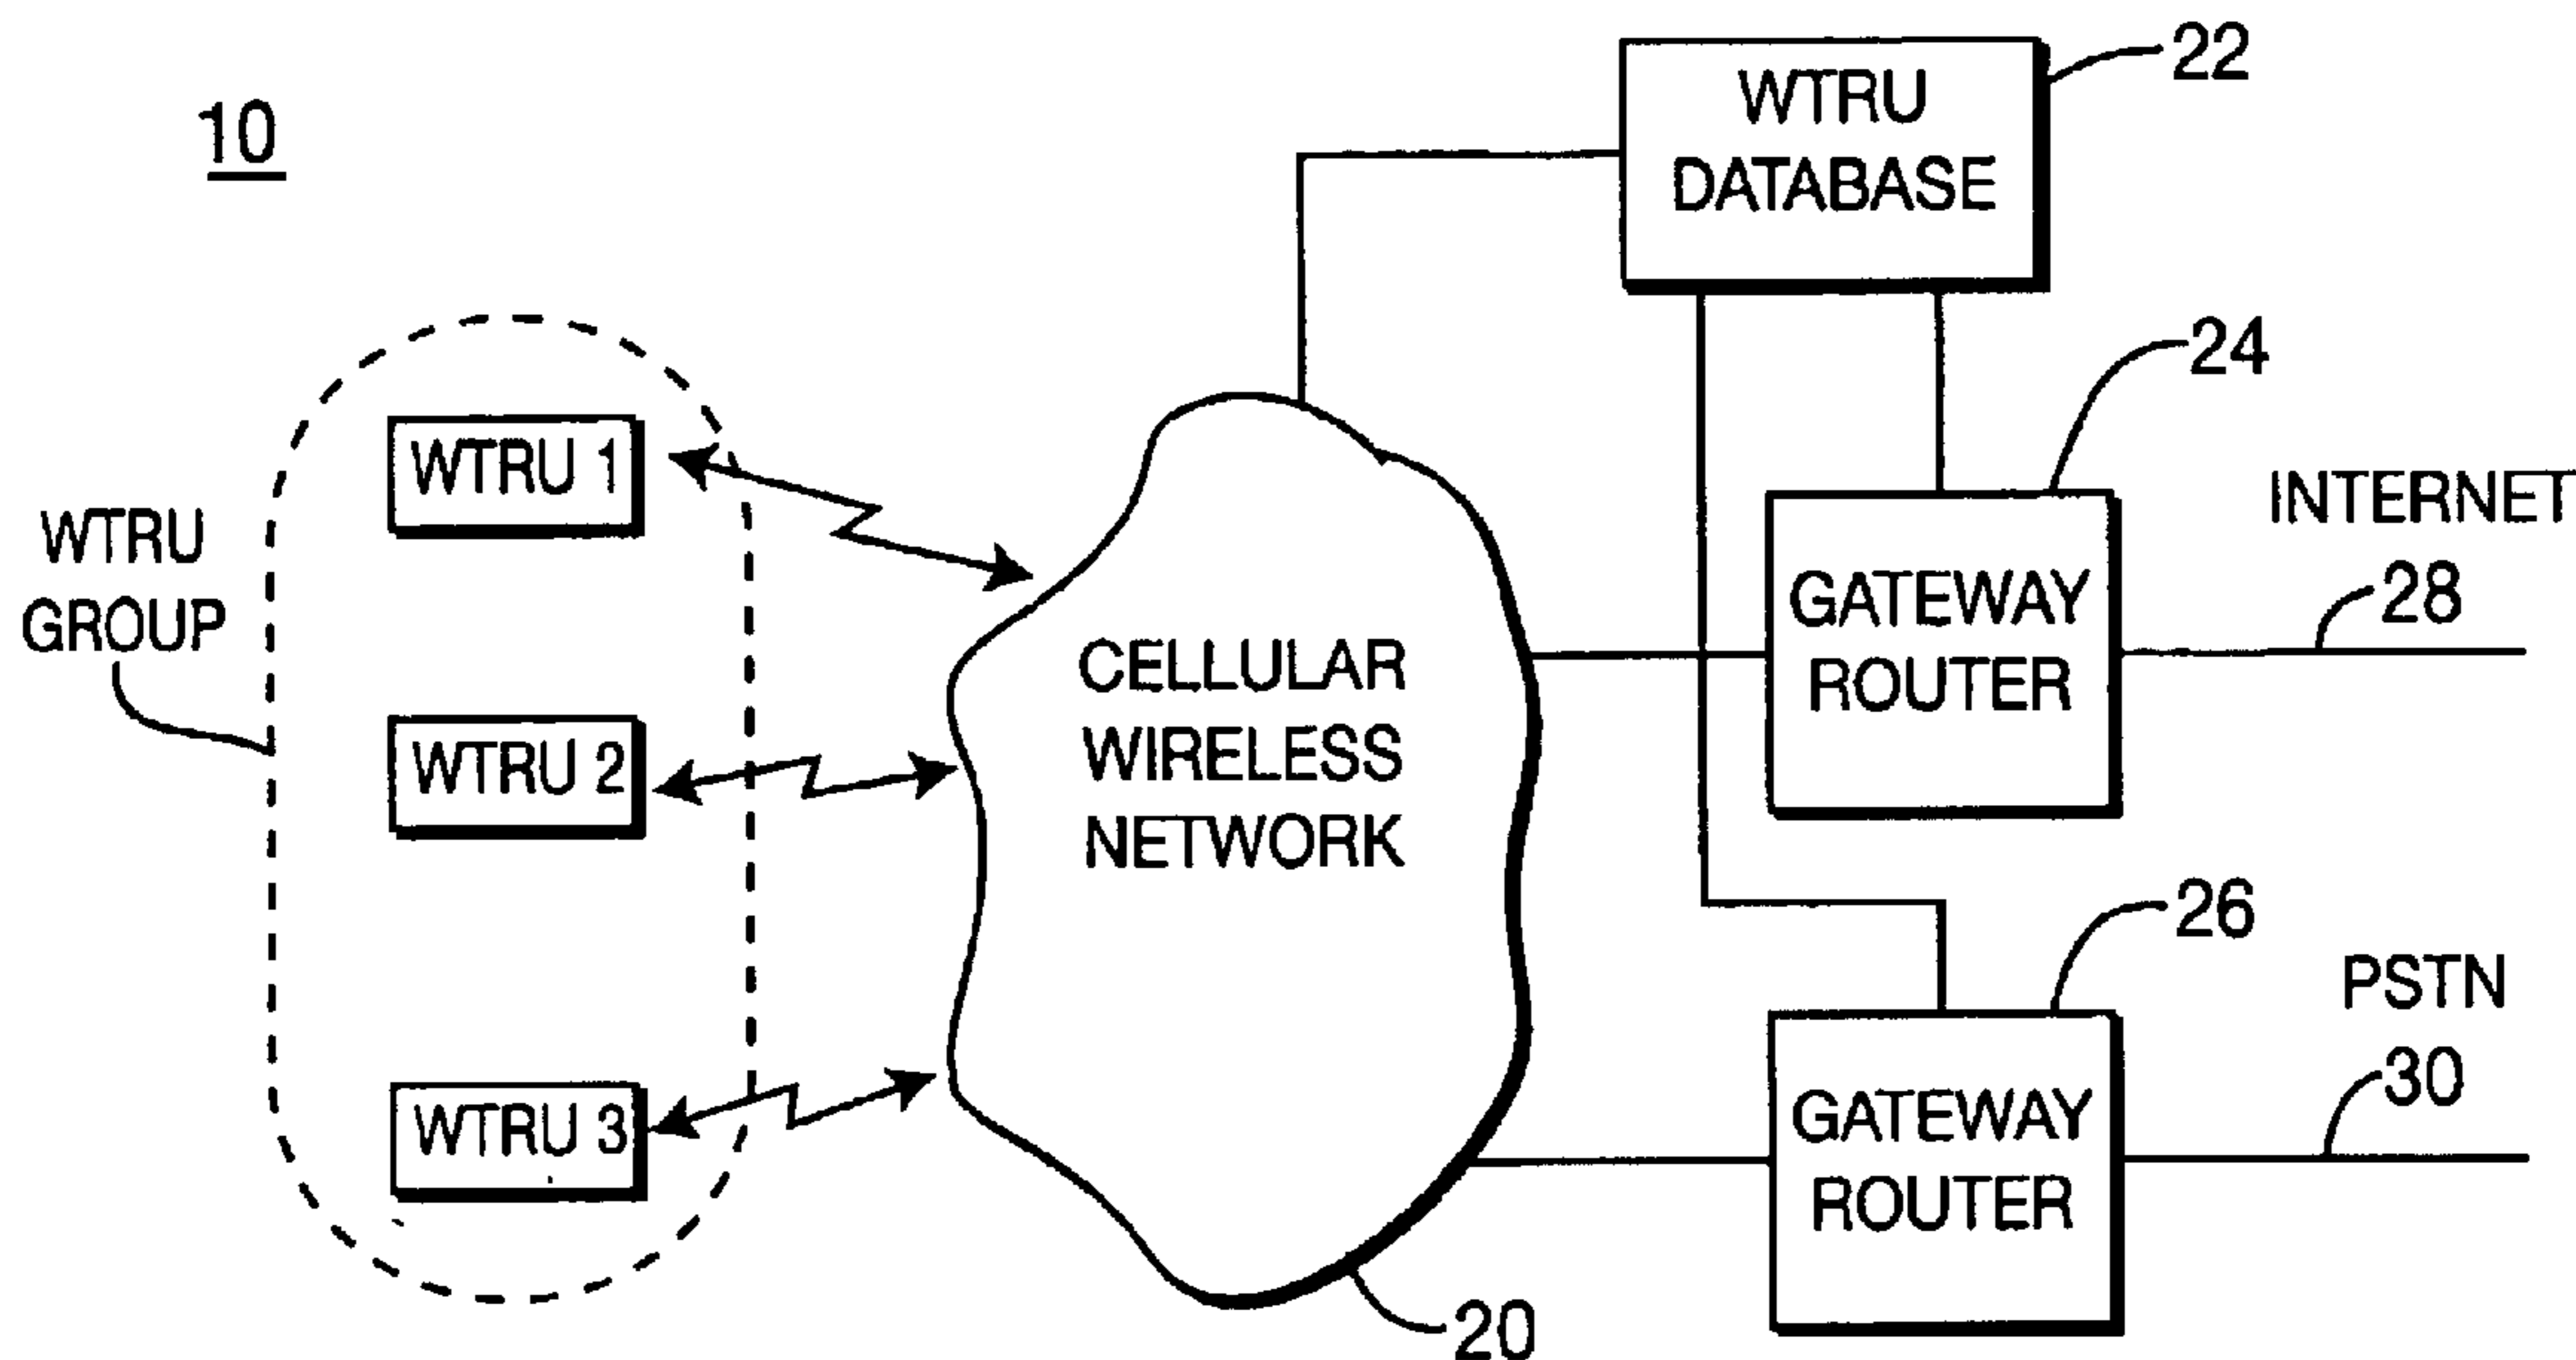 10
WTRU
DATABASE
22
24
WTRU 1
WTRU
GROUP
WTRU 2
WTRU 3
CELLULAR
WIRELESS
NETWORK
20
GATEWAY
ROUTER
INTERNET
28
26
GATEWAY
ROUTER
PSTN
30